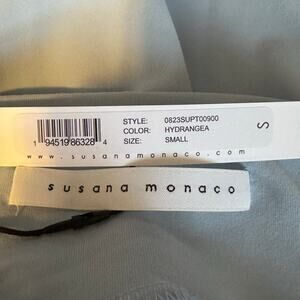 STYLE: 0823SUPT00900
COLOR: HYDRANGEA
SIZE: SMALL
1 94519 86328 4
S
www.susanamonaco.com
susana monaco